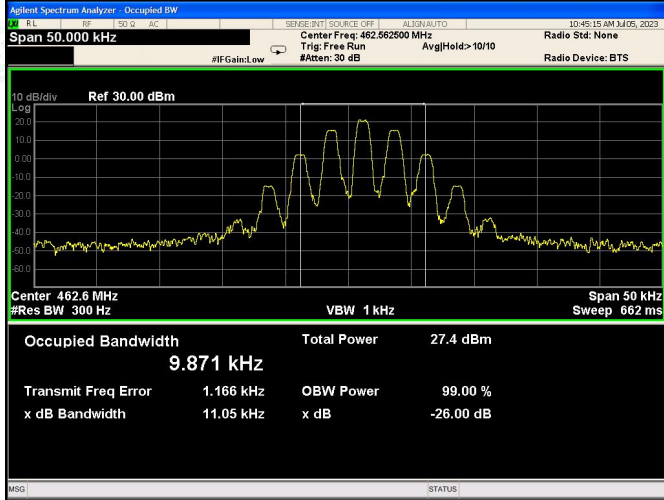 Agilent Spectrum Analyzer - Occupied BW
LXI RL RF 50 Ω AC SENSE:INT SOURCE OFF ALIGN AUTO 10:45:15 AM Jul 05, 2023
Span 50.000 kHz Center Freq: 462.562500 MHz Radio Std: None
Trig: Free Run Avg|Hold:> 10/10
#IFGain:Low #Atten: 30 dB Radio Device: BTS
10 dB/div Ref 30.00 dBm
Log
20.0
10.0
0.00
-10.0
-20.0
-30.0
-40.0
-50.0
-60.0
Center 462.6 MHz Span 50 kHz
#Res BW 300 Hz VBW 1 kHz Sweep 662 ms
Occupied Bandwidth Total Power 27.4 dBm
9.871 kHz
Transmit Freq Error 1.166 kHz OBW Power 99.00 %
x dB Bandwidth 11.05 kHz x dB -26.00 dB
MSG STATUS